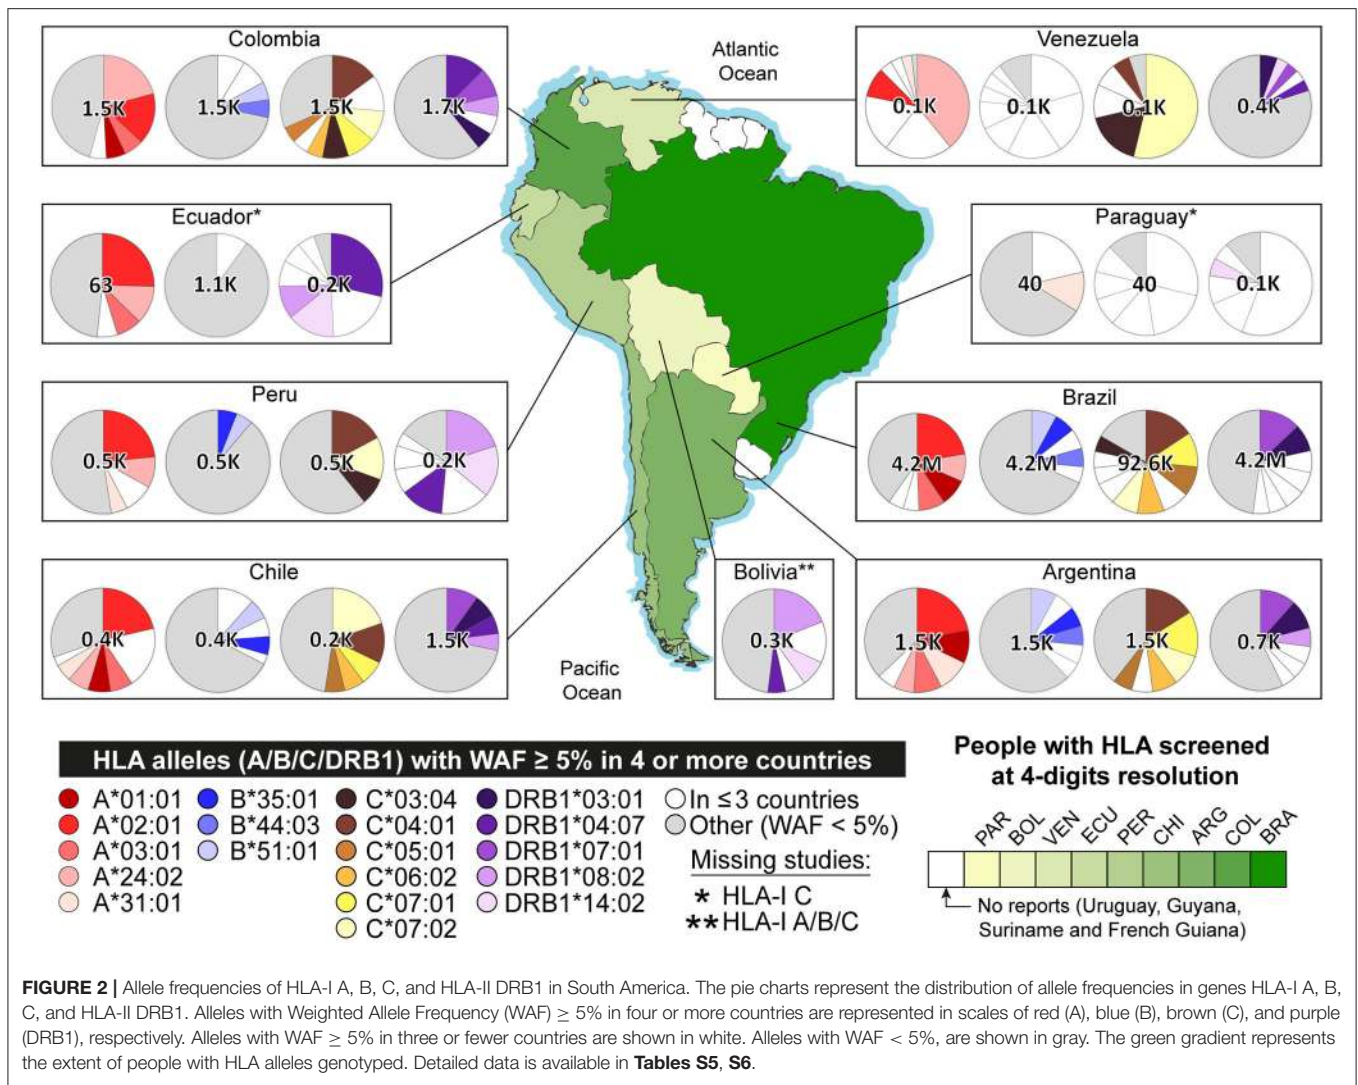 Colombia
1.5K
1.5K
1.5K
1.7K
Atlantic
Ocean
Venezuela
0.1K
0.1K
0.1K
0.4K
Ecuador*
63
1.1K
0.2K
Paraguay*
40
40
0.1K
Peru
0.5K
0.5K
0.5K
0.2K
Brazil
4.2M
4.2M
92.6K
4.2M
Chile
0.4K
0.4K
0.2K
1.5K
Pacific
Ocean
Bolivia**
0.3K
Argentina
1.5K
1.5K
1.5K
0.7K
HLA alleles (A/B/C/DRB1) with WAF ≥ 5% in 4 or more countries
A*01:01
A*02:01
A*03:01
A*24:02
A*31:01
B*35:01
B*44:03
B*51:01
C*03:04
C*04:01
C*05:01
C*06:02
C*07:01
C*07:02
DRB1*03:01
DRB1*04:07
DRB1*07:01
DRB1*08:02
DRB1*14:02
In ≤ 3 countries
Other (WAF < 5%)
Missing studies:
* HLA-I C
** HLA-I A/B/C
People with HLA screened
at 4-digits resolution
PAR BOL VEN ECU PER CHI ARG COL BRA
No reports (Uruguay, Guyana,
Suriname and French Guiana)
FIGURE 2 | Allele frequencies of HLA-I A, B, C, and HLA-II DRB1 in South America. The pie charts represent the distribution of allele frequencies in genes HLA-I A, B,
C, and HLA-II DRB1. Alleles with Weighted Allele Frequency (WAF) ≥ 5% in four or more countries are represented in scales of red (A), blue (B), brown (C), and purple
(DRB1), respectively. Alleles with WAF ≥ 5% in three or fewer countries are shown in white. Alleles with WAF < 5%, are shown in gray. The green gradient represents
the extent of people with HLA alleles genotyped. Detailed data is available in Tables S5, S6.